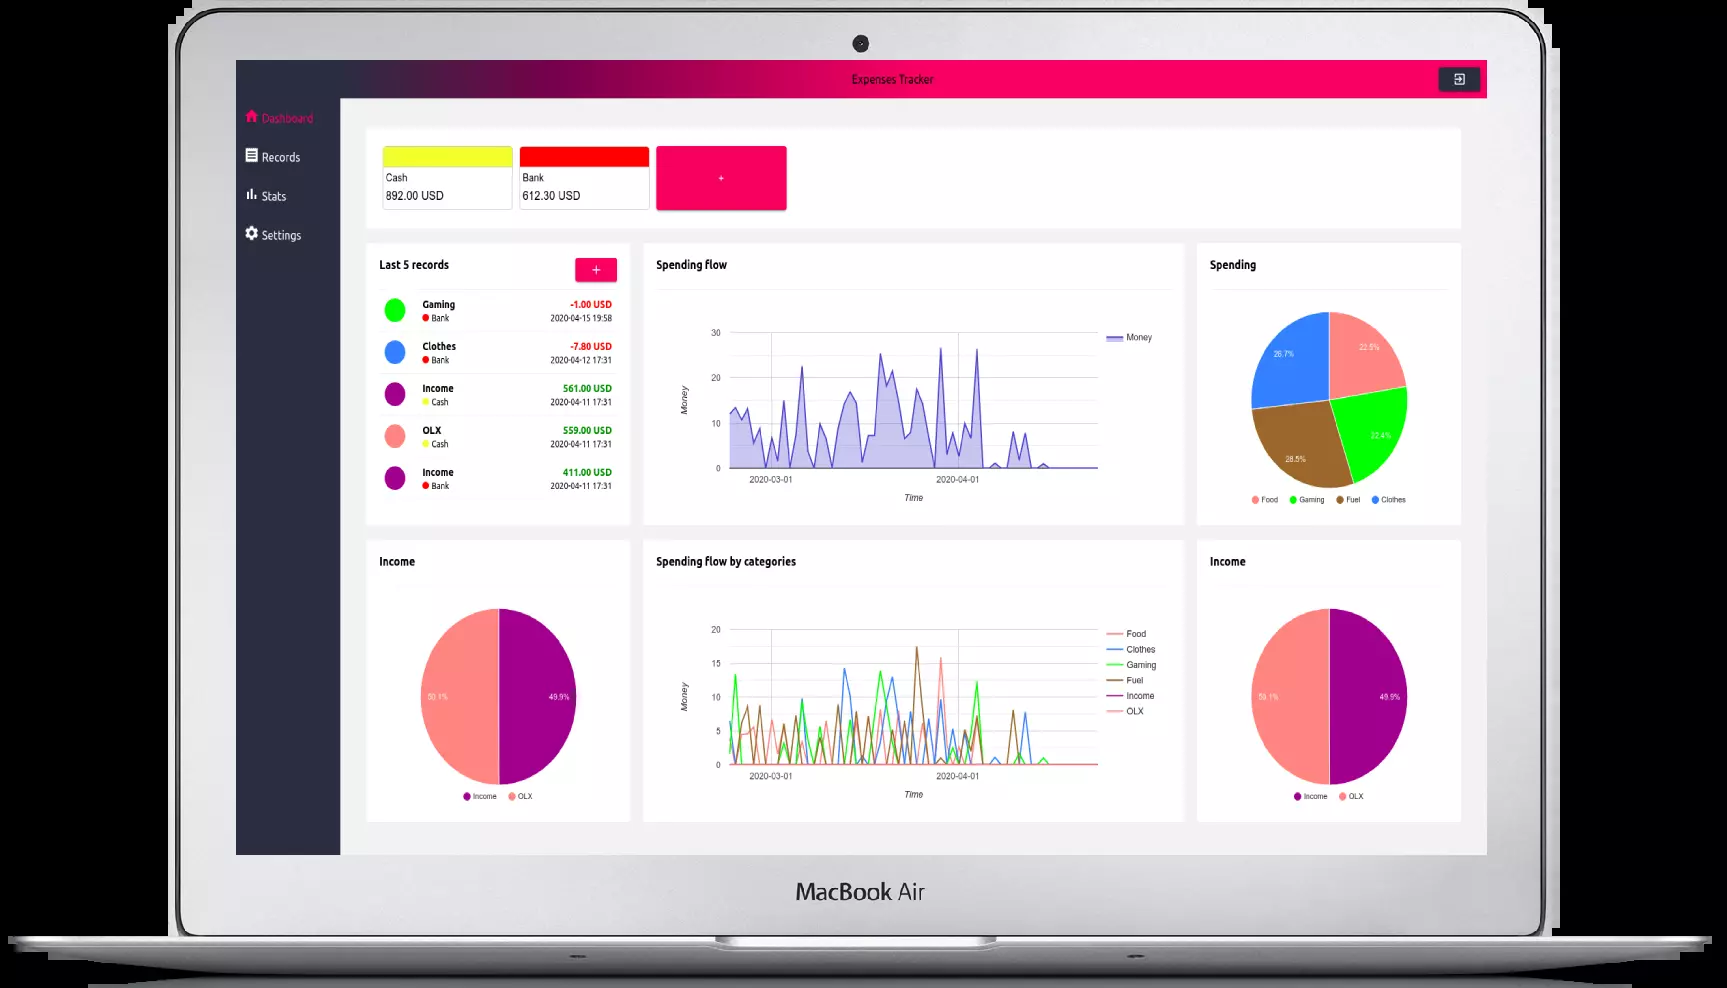 Expenses Tracker
Dashboard
Records
Stats
Settings
Cash
892.00 USD
Bank
612.30 USD
+
Last 5 records
+
Gaming -1.00 USD
Bank 2020-04-15 19:58
Clothes -7.80 USD
Bank 2020-04-12 17:31
Income 561.00 USD
Cash 2020-04-11 17:31
OLX 559.00 USD
Cash 2020-04-11 17:31
Income 411.00 USD
Bank 2020-04-11 17:31
Spending flow
30
20
10
0
Money
2020-03-01 2020-04-01
Time
Money
Spending
26.7%
22.5%
22.4%
28.5%
Food Gaming Fuel Clothes
Income
50.1% 49.9%
Income OLX
Spending flow by categories
20
15
10
5
0
Money
2020-03-01 2020-04-01
Time
Food
Clothes
Gaming
Fuel
Income
OLX
Income
50.1% 49.9%
Income OLX
MacBook Air